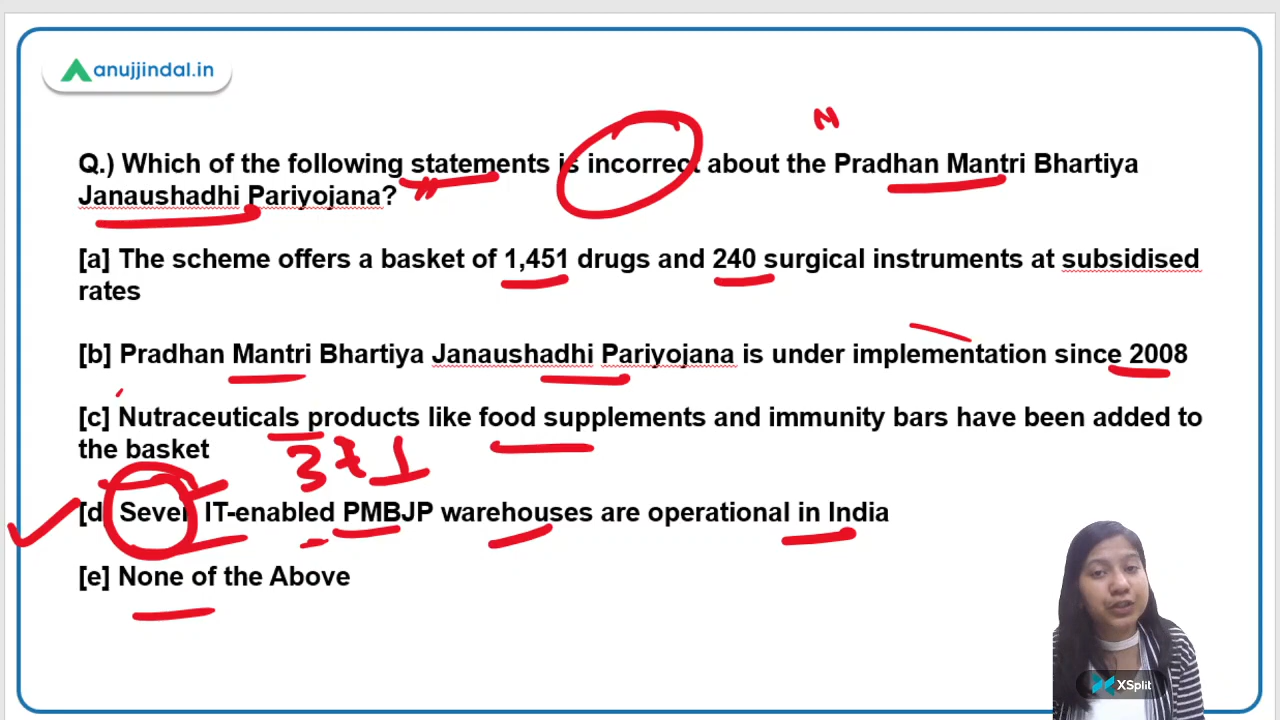 anujjindal.in
Q.) Which of the following statements is incorrect about the Pradhan Mantri Bhartiya
Janaushadhi Pariyojana?
[a] The scheme offers a basket of 1,451 drugs and 240 surgical instruments at subsidised
rates
[b] Pradhan Mantri Bhartiya Janaushadhi Pariyojana is under implementation since 2008
[c] Nutraceuticals products like food supplements and immunity bars have been added to
the basket
[d] Seven IT-enabled PMBJP warehouses are operational in India
[e] None of the Above
XSplit